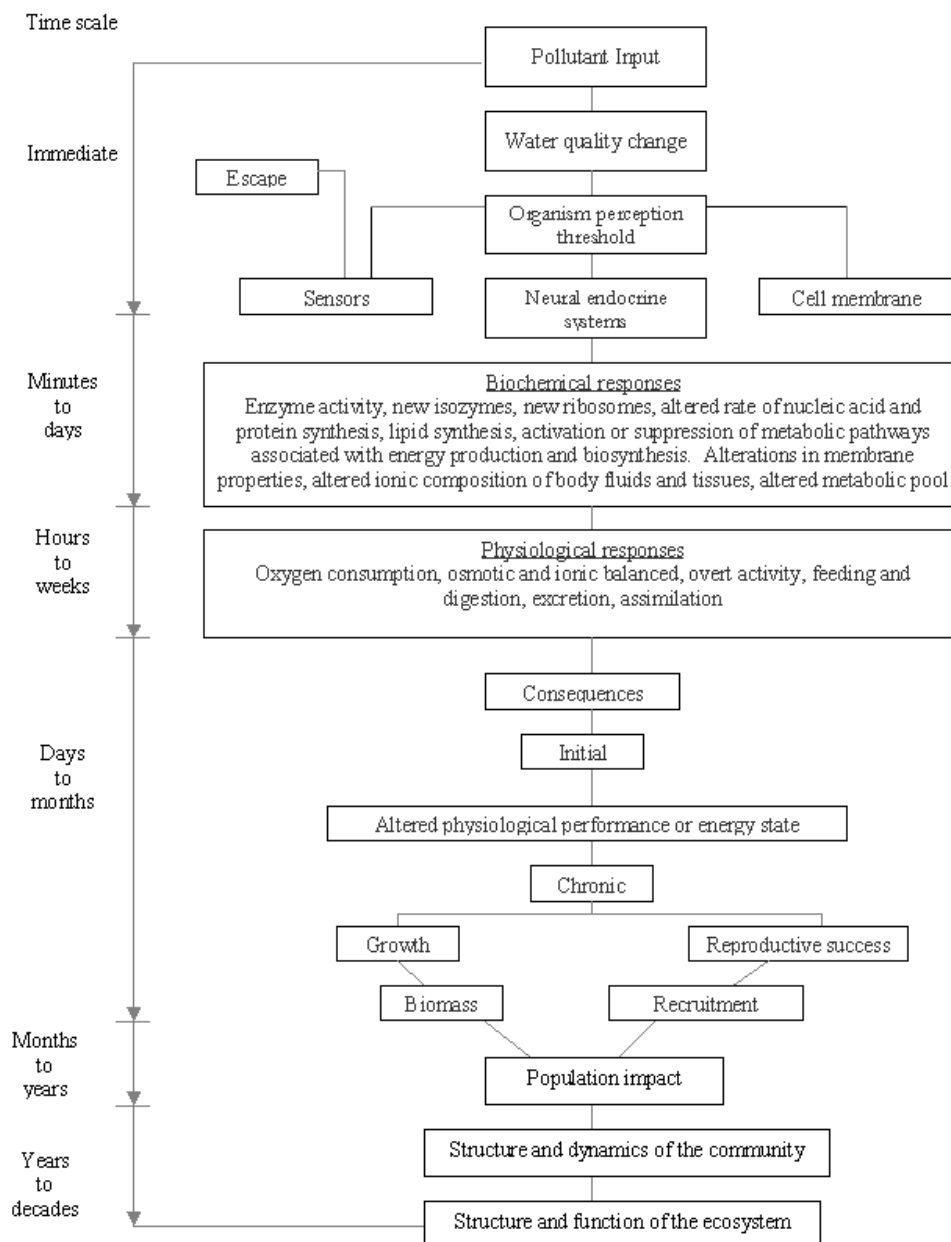 Time scale
Pollutant Input
Immediate
Water quality change
Escape
Organism perception
threshold
Sensors
Neural endocrine
systems
Cell membrane
Minutes
to
days
Biochemical responses
Enzyme activity, new isozymes, new ribosomes, altered rate of nucleic acid and
protein synthesis, lipid synthesis, activation or suppression of metabolic pathways
associated with energy production and biosynthesis. Alterations in membrane
properties, altered ionic composition of body fluids and tissues, altered metabolic pool
Hours
to
weeks
Physiological responses
Oxygen consumption, osmotic and ionic balanced, overt activity, feeding and
digestion, excretion, assimilation
Days
to
months
Consequences
Initial
Altered physiological performance or energy state
Chronic
Growth
Reproductive success
Biomass
Recruitment
Months
to
years
Population impact
Years
to
decades
Structure and dynamics of the community
Structure and function of the ecosystem